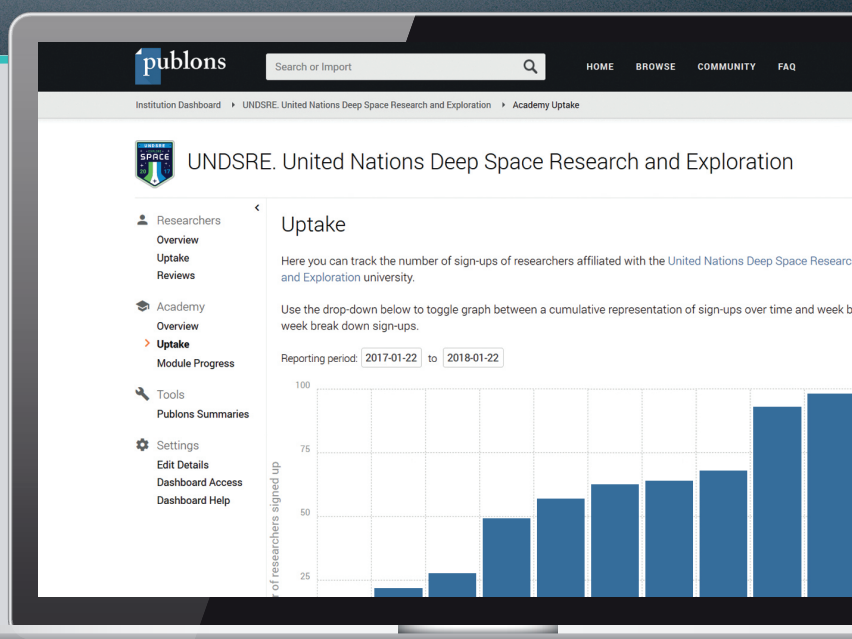 publons
Search or Import
HOME BROWSE COMMUNITY FAQ
Institution Dashboard UNDSRE. United Nations Deep Space Research and Exploration Academy Uptake
UNDSRE
SPACE
20 17
UNDSRE. United Nations Deep Space Research and Exploration
Researchers
Overview
Uptake
Reviews
Academy
Overview
Uptake
Module Progress
Tools
Publons Summaries
Settings
Edit Details
Dashboard Access
Dashboard Help
Uptake
Here you can track the number of sign-ups of researchers affiliated with the United Nations Deep Space Researc
and Exploration university.
Use the drop-down below to toggle graph between a cumulative representation of sign-ups over time and week b
week break down sign-ups.
Reporting period: 2017-01-22 to 2018-01-22
100
75
50
25
of researchers signed up